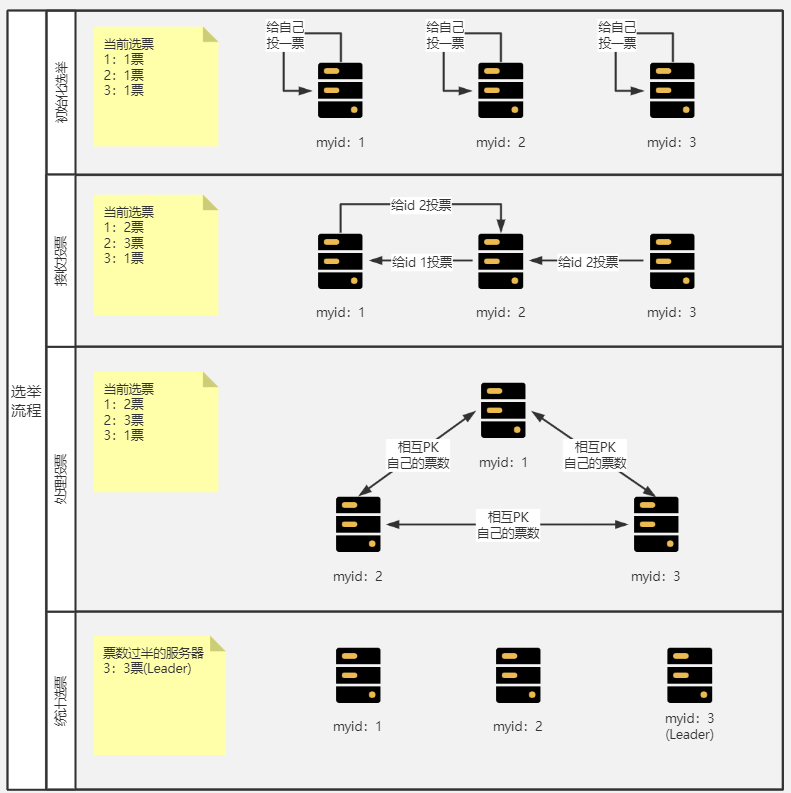 选举
流程
初始化选举
当前选票
1：1票
2：1票
3：1票
给自己
投一票
给自己
投一票
给自己
投一票
myid：1
myid：2
myid：3
接收投票
当前选票
1：2票
2：3票
3：1票
给id 2投票
给id 1投票
给id 2投票
myid：1
myid：2
myid：3
处理投票
当前选票
1：2票
2：3票
3：1票
myid：1
相互PK
自己的票数
相互PK
自己的票数
相互PK
自己的票数
myid：2
myid：3
统计选票
票数过半的服务器
3：3票(Leader)
myid：1
myid：2
myid：3
(Leader)